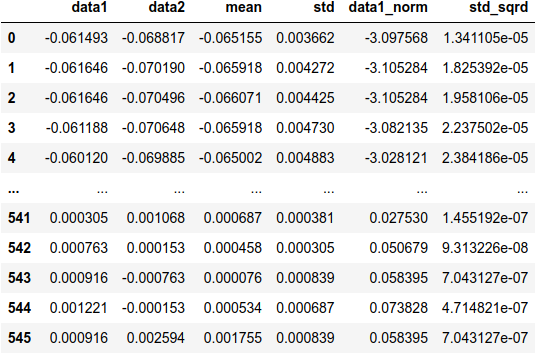 data1 data2 mean std data1_norm std_sqrd
0 -0.061493 -0.068817 -0.065155 0.003662 -3.097568 1.341105e-05
1 -0.061646 -0.070190 -0.065918 0.004272 -3.105284 1.825392e-05
2 -0.061646 -0.070496 -0.066071 0.004425 -3.105284 1.958106e-05
3 -0.061188 -0.070648 -0.065918 0.004730 -3.082135 2.237502e-05
4 -0.060120 -0.069885 -0.065002 0.004883 -3.028121 2.384186e-05
... ... ... ... ... ... ...
541 0.000305 0.001068 0.000687 0.000381 0.027530 1.455192e-07
542 0.000763 0.000153 0.000458 0.000305 0.050679 9.313226e-08
543 0.000916 -0.000763 0.000076 0.000839 0.058395 7.043127e-07
544 0.001221 -0.000153 0.000534 0.000687 0.073828 4.714821e-07
545 0.000916 0.002594 0.001755 0.000839 0.058395 7.043127e-07